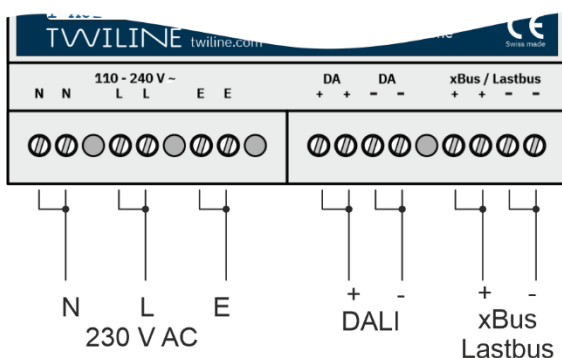 TWILINE twiline.com
CE
Swiss made
110 - 240 V ~ DA DA xBus / Lastbus
N N L L E E + + - - + + - -
N L E + - + -
230 V AC DALI xBus
Lastbus